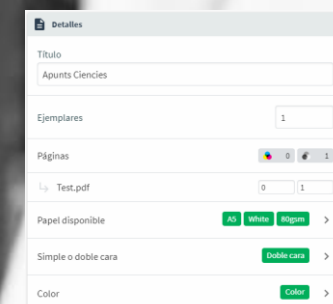 Detalles
Título
Apunts Ciencies
Ejemplares 1
Páginas 0 1
Test.pdf 0 1
Papel disponible A5 White 80gsm
Simple o doble cara Doble cara
Color Color